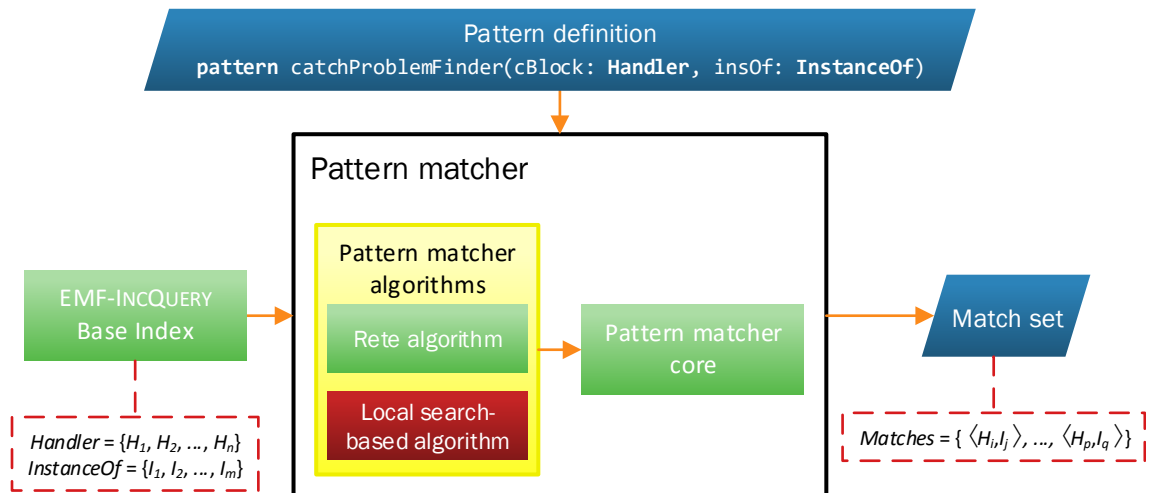 Pattern definition
pattern catchProblemFinder(cBlock: Handler, insOf: InstanceOf)
Pattern matcher
Pattern matcher
algorithms
Rete algorithm
Local search-
based algorithm
Pattern matcher
core
EMF-INCQUERY
Base Index
Handler = {H₁, H₂, ..., Hₙ}
InstanceOf = {I₁, I₂, ..., Iₘ}
Match set
Matches = { ⟨Hᵢ,Iⱼ⟩, ..., ⟨Hₚ,I_q⟩}